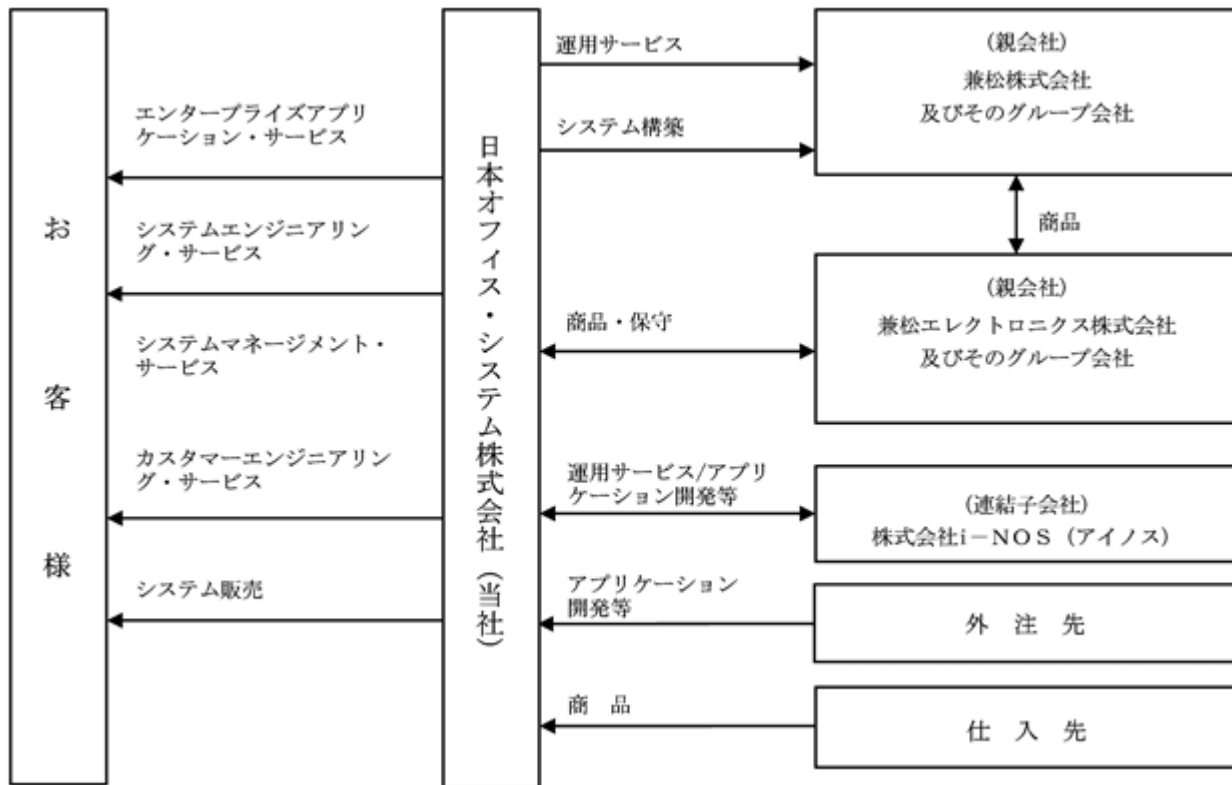 お客様
エンタープライズアプリ
ケーション・サービス
システムエンジニアリン
グ・サービス
システムマネージメント・
サービス
カスタマーエンジニアリン
グ・サービス
システム販売
日本オフィス・システム株式会社(当社)
運用サービス
システム構築
商品・保守
運用サービス/アプリ
ケーション開発等
アプリケーション
開発等
商 品
(親会社)
兼松株式会社
及びそのグループ会社
商品
(親会社)
兼松エレクトロニクス株式会社
及びそのグループ会社
(連結子会社)
株式会社i-NOS(アイノス)
外 注 先
仕 入 先